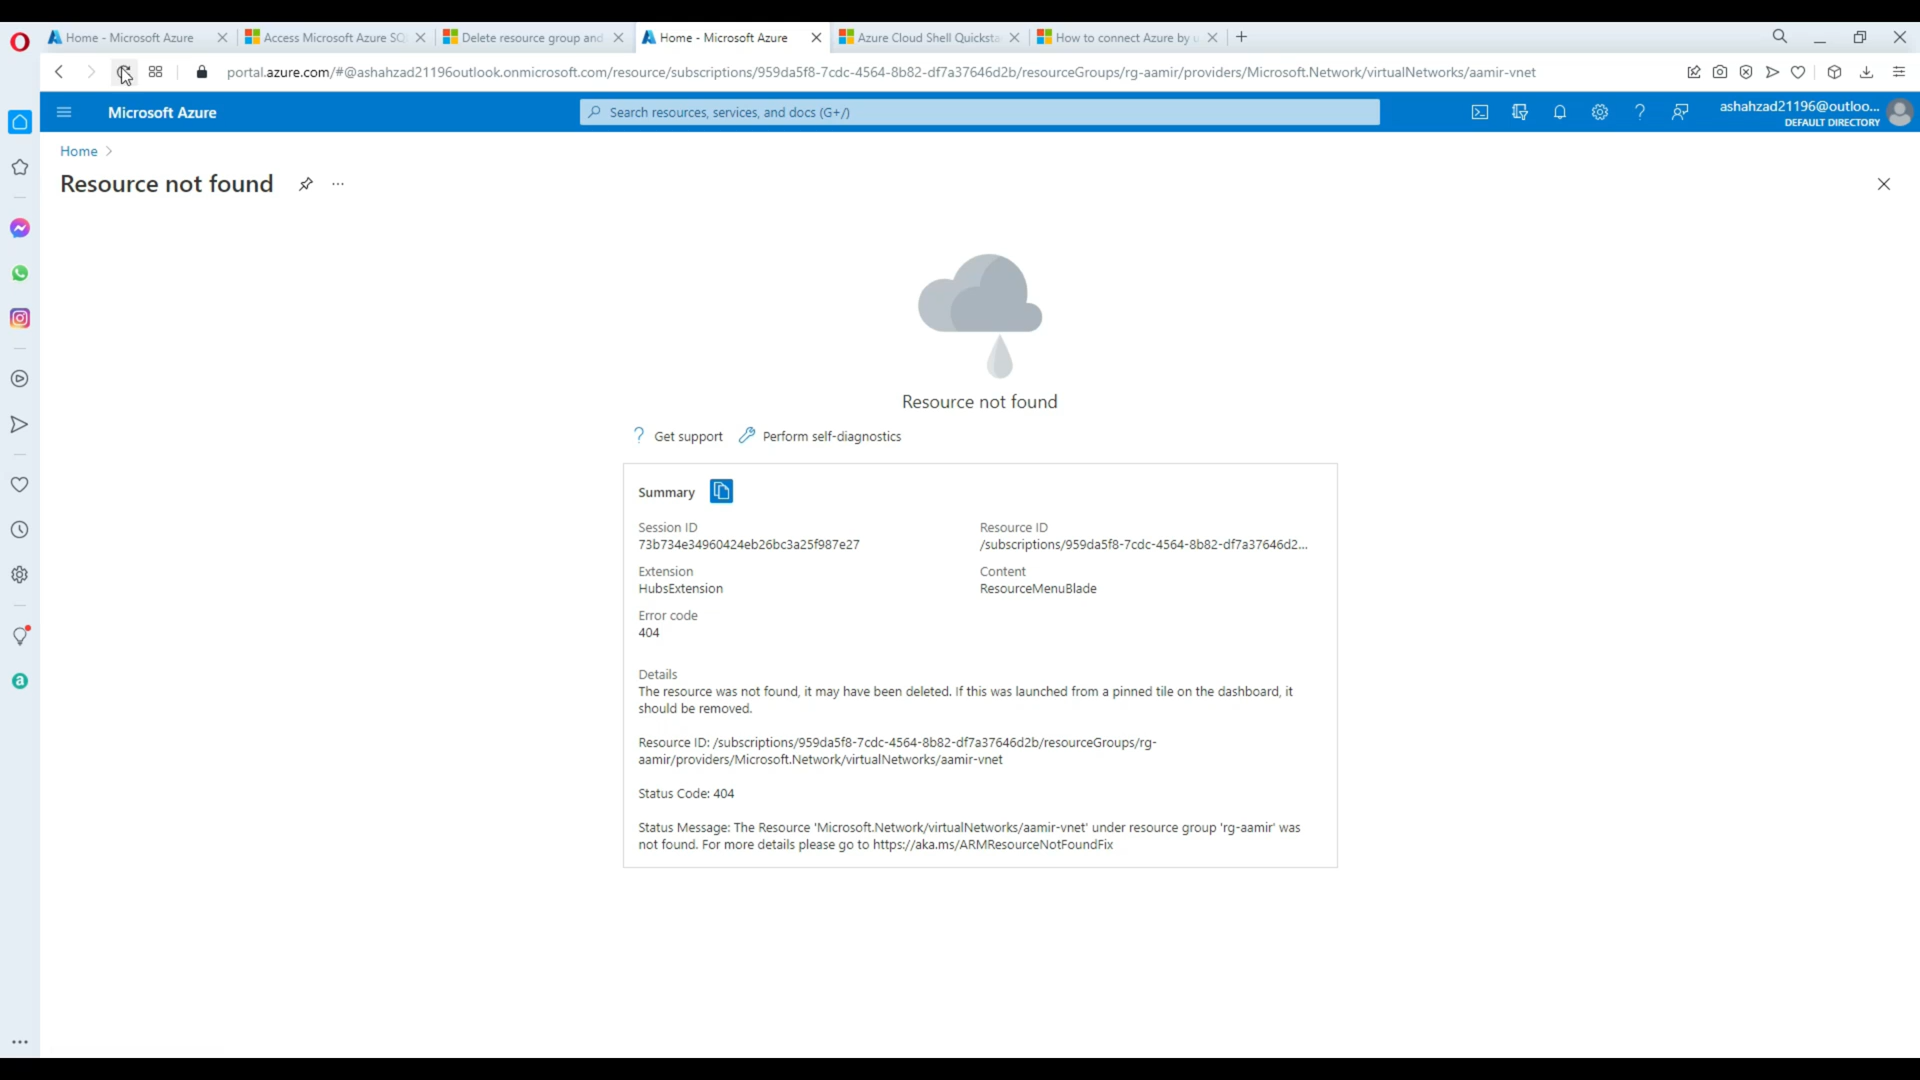 Home - Microsoft Azure
Access Microsoft Azure SQ
Delete resource group and
Home - Microsoft Azure
Azure Cloud Shell Quicksta
How to connect Azure by u
portal.azure.com/#@ashahzad21196outlook.onmicrosoft.com/resource/subscriptions/959da5f8-7cdc-4564-8b82-df7a37646d2b/resourceGroups/rg-aamir/providers/Microsoft.Network/virtualNetworks/aamir-vnet
Microsoft Azure
Search resources, services, and docs (G+/)
ashahzad21196@outloo...
DEFAULT DIRECTORY
Home
Resource not found
Resource not found
Get support
Perform self-diagnostics
Summary
Session ID
73b734e34960424eb26bc3a25f987e27
Resource ID
/subscriptions/959da5f8-7cdc-4564-8b82-df7a37646d2...
Extension
HubsExtension
Content
ResourceMenuBlade
Error code
404
Details
The resource was not found, it may have been deleted. If this was launched from a pinned tile on the dashboard, it
should be removed.
Resource ID: /subscriptions/959da5f8-7cdc-4564-8b82-df7a37646d2b/resourceGroups/rg-
aamir/providers/Microsoft.Network/virtualNetworks/aamir-vnet
Status Code: 404
Status Message: The Resource 'Microsoft.Network/virtualNetworks/aamir-vnet' under resource group 'rg-aamir' was
not found. For more details please go to https://aka.ms/ARMResourceNotFoundFix